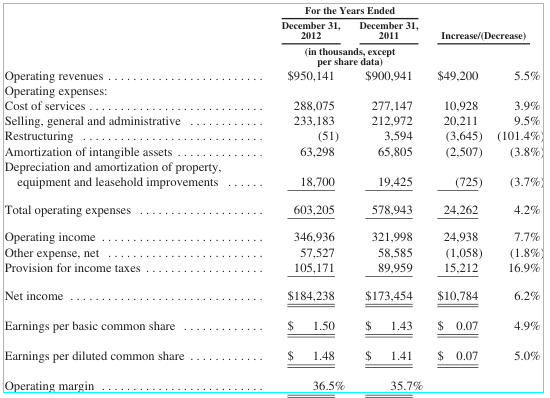 For the Years Ended
December 31, 2012 December 31, 2011 Increase/(Decrease)
(in thousands, except per share data)
Operating revenues . . . . . . . . . . . . . . . . . . . . . . . . . $950,141 $900,941 $49,200 5.5%
Operating expenses:
Cost of services . . . . . . . . . . . . . . . . . . . . . . . . . . . . 288,075 277,147 10,928 3.9%
Selling, general and administrative . . . . . . . . . . . . 233,183 212,972 20,211 9.5%
Restructuring . . . . . . . . . . . . . . . . . . . . . . . . . . . . . (51) 3,594 (3,645) (101.4%)
Amortization of intangible assets . . . . . . . . . . . . . . 63,298 65,805 (2,507) (3.8%)
Depreciation and amortization of property,
equipment and leasehold improvements . . . . . . 18,700 19,425 (725) (3.7%)
Total operating expenses . . . . . . . . . . . . . . . . . . . . 603,205 578,943 24,262 4.2%
Operating income . . . . . . . . . . . . . . . . . . . . . . . . . . 346,936 321,998 24,938 7.7%
Other expense, net . . . . . . . . . . . . . . . . . . . . . . . . . 57,527 58,585 (1,058) (1.8%)
Provision for income taxes . . . . . . . . . . . . . . . . . . . 105,171 89,959 15,212 16.9%
Net income . . . . . . . . . . . . . . . . . . . . . . . . . . . . . . . $184,238 $173,454 $10,784 6.2%
Earnings per basic common share . . . . . . . . . . . . . $ 1.50 $ 1.43 $ 0.07 4.9%
Earnings per diluted common share . . . . . . . . . . . . $ 1.48 $ 1.41 $ 0.07 5.0%
Operating margin . . . . . . . . . . . . . . . . . . . . . . . . . . 36.5% 35.7%